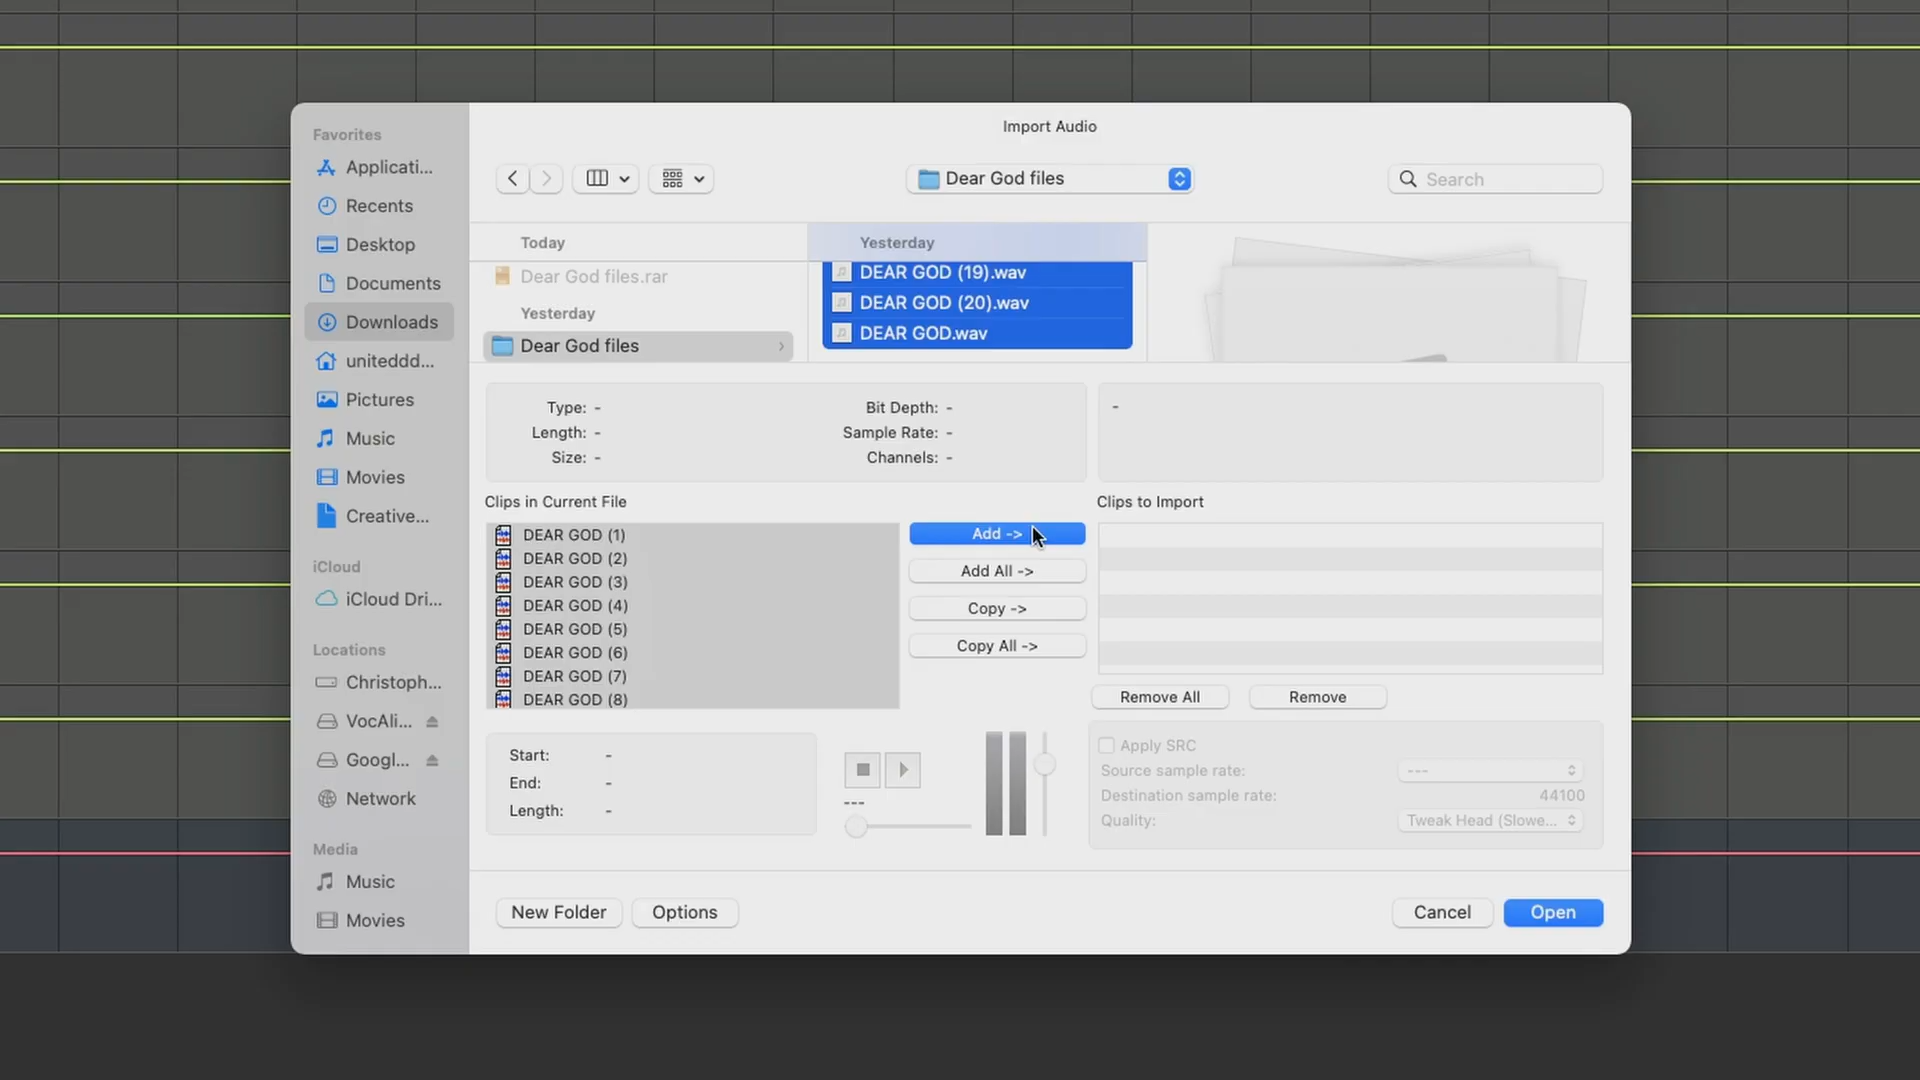 Import Audio
Favorites
Applicati...
Recents
Desktop
Documents
Downloads
uniteddd...
Pictures
Music
Movies
Creative...
iCloud
iCloud Dri...
Locations
Christoph...
VocAli...
Googl...
Network
Media
Music
Movies
Dear God files
Search
Today
Dear God files.rar
Yesterday
Dear God files
Yesterday
DEAR GOD (19).wav
DEAR GOD (20).wav
DEAR GOD.wav
Type: -
Length: -
Size: -
Bit Depth: -
Sample Rate: -
Channels: -
-
Clips in Current File
DEAR GOD (1)
DEAR GOD (2)
DEAR GOD (3)
DEAR GOD (4)
DEAR GOD (5)
DEAR GOD (6)
DEAR GOD (7)
DEAR GOD (8)
Add ->
Add All ->
Copy ->
Copy All ->
Clips to Import
Remove All
Remove
Start: -
End: -
Length: -
---
Apply SRC
Source sample rate: ---
Destination sample rate: 44100
Quality: Tweak Head (Slowe...
New Folder
Options
Cancel
Open